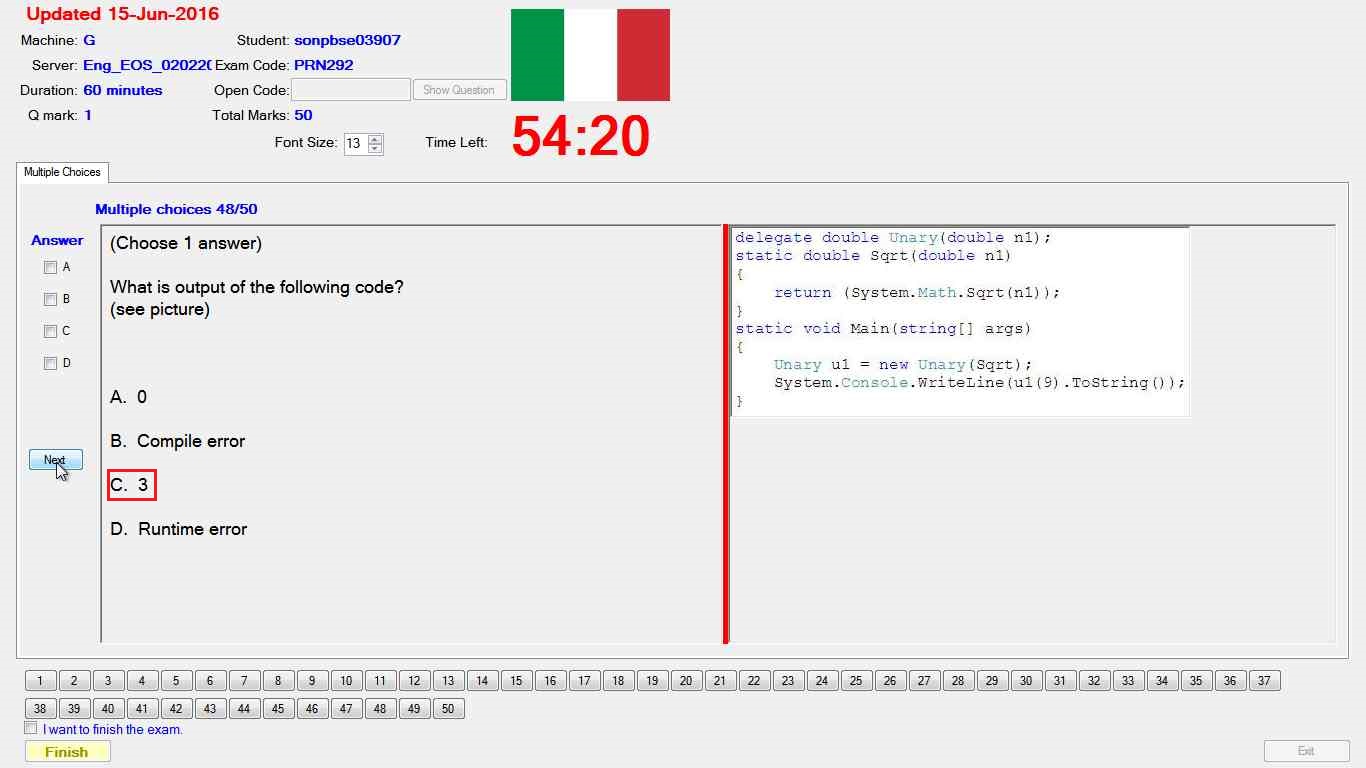 Updated 15-Jun-2016
Machine: G Student: sonpbse03907
Server: Eng_EOS_02022( Exam Code: PRN292
Duration: 60 minutes Open Code: Show Question
Q mark: 1 Total Marks: 50
Font Size: 13 Time Left: 54:20
Multiple Choices
Multiple choices 48/50
Answer
A
B
C
D
Next
(Choose 1 answer)
What is output of the following code?
(see picture)
A. 0
B. Compile error
C. 3
D. Runtime error
delegate double Unary(double n1);
static double Sqrt(double n1)
{
return (System.Math.Sqrt(n1));
}
static void Main(string[] args)
{
Unary u1 = new Unary(Sqrt);
System.Console.WriteLine(u1(9).ToString());
}
1 2 3 4 5 6 7 8 9 10 11 12 13 14 15 16 17 18 19 20 21 22 23 24 25 26 27 28 29 30 31 32 33 34 35 36 37
38 39 40 41 42 43 44 45 46 47 48 49 50
I want to finish the exam.
Finish Exit